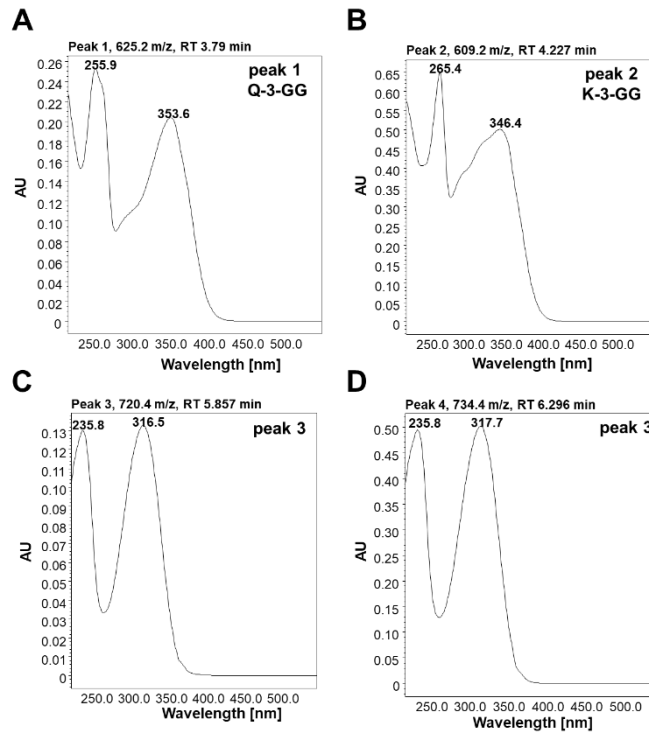 A
Peak 1, 625.2 m/z, RT 3.79 min
255.9
353.6
peak 1
Q-3-GG
0.26
0.24
0.22
0.20
0.18
0.16
0.14
0.12
0.10
0.08
0.06
0.04
0.02
0
AU
250.0 300.0 350.0 400.0 450.0 500.0
Wavelength [nm]
B
Peak 2, 609.2 m/z, RT 4.227 min
265.4
346.4
peak 2
K-3-GG
0.65
0.60
0.55
0.50
0.45
0.40
0.35
0.30
0.25
0.20
0.15
0.10
0.05
0
AU
250.0 300.0 350.0 400.0 450.0 500.0
Wavelength [nm]
C
Peak 3, 720.4 m/z, RT 5.857 min
235.8
316.5
peak 3
0.13
0.12
0.11
0.10
0.09
0.08
0.07
0.06
0.05
0.04
0.03
0.02
0.01
0
AU
250.0 300.0 350.0 400.0 450.0 500.0
Wavelength [nm]
D
Peak 4, 734.4 m/z, RT 6.296 min
235.8
317.7
peak 3
0.50
0.45
0.40
0.35
0.30
0.25
0.20
0.15
0.10
0.05
0
AU
250.0 300.0 350.0 400.0 450.0 500.0
Wavelength [nm]